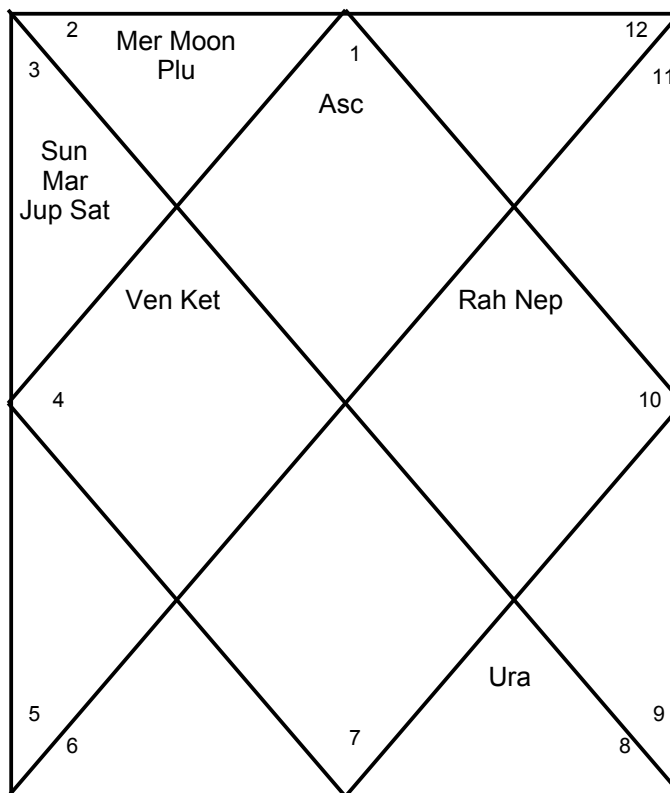 2
Mer Moon
Plu
1
12
3
11
Asc
Sun
Mar
Jup Sat
Ven Ket
Rah Nep
4
10
Ura
5
9
6
7
8